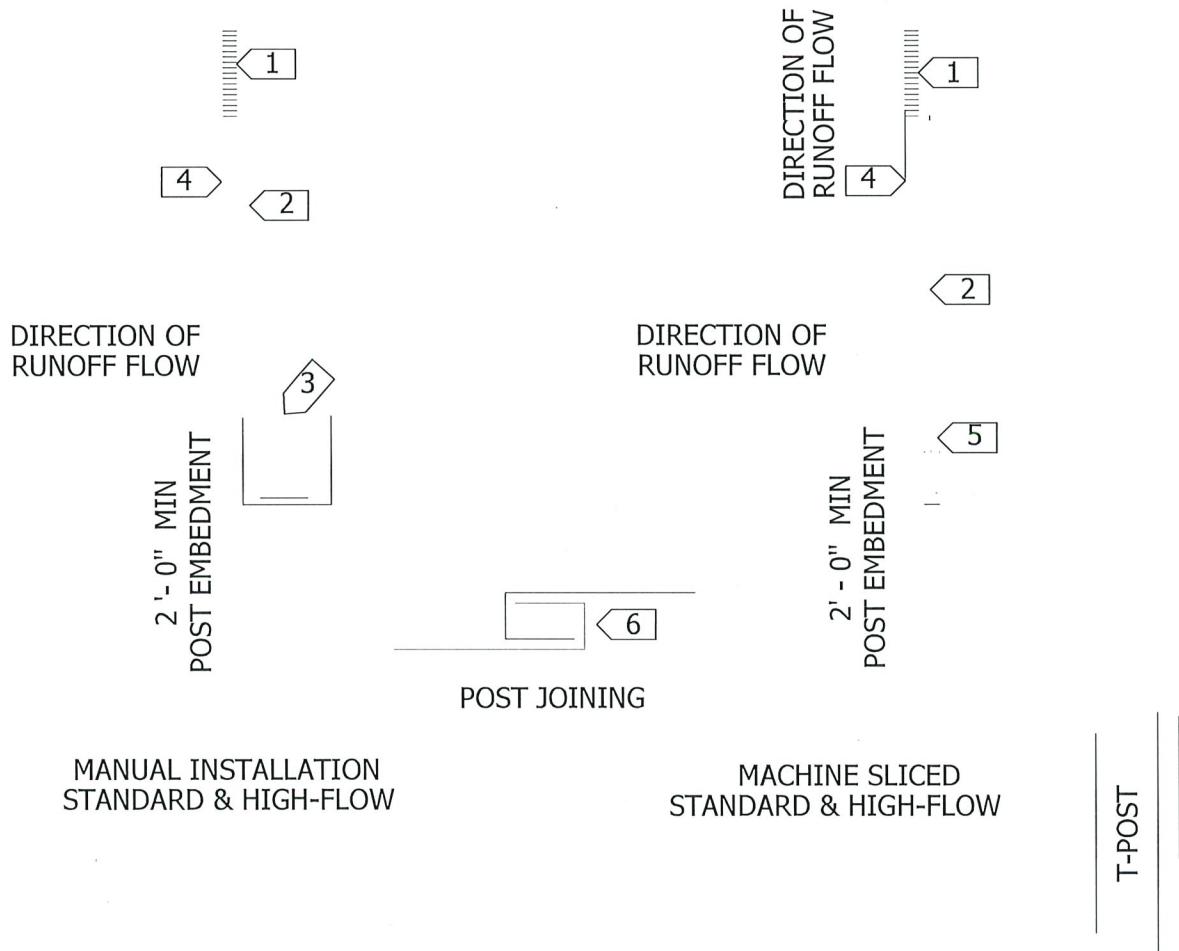 1
4
2
DIRECTION OF
RUNOFF FLOW
3
2'- 0" MIN
POST EMBEDMENT
MANUAL INSTALLATION
STANDARD & HIGH-FLOW
6
POST JOINING
DIRECTION OF
RUNOFF FLOW
1
4
2
DIRECTION OF
RUNOFF FLOW
5
2'- 0" MIN
POST EMBEDMENT
MACHINE SLICED
STANDARD & HIGH-FLOW
T-POST